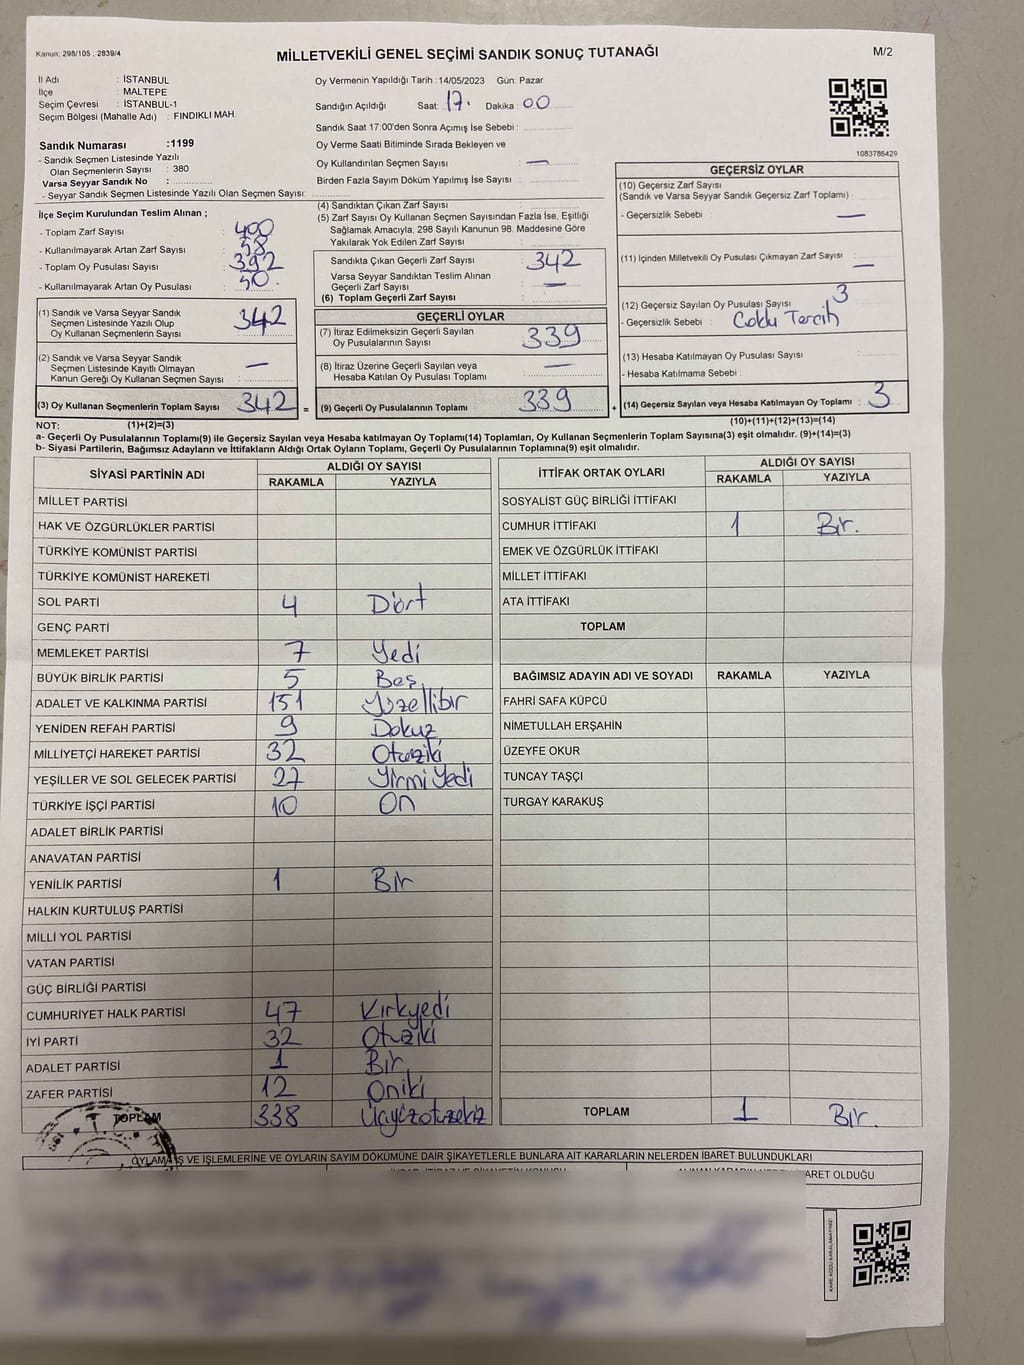 Kanun: 298/105 , 2839/4
MİLLETVEKİLİ GENEL SEÇİMİ SANDIK SONUÇ TUTANAĞI
M/2
İl Adı : İSTANBUL
İlçe : MALTEPE
Seçim Çevresi : İSTANBUL-1
Seçim Bölgesi (Mahalle Adı) : FINDIKLI MAH.
Oy Vermenin Yapıldığı Tarih :14/05/2023 Gün: Pazar
Sandığın Açıldığı Saat 17. Dakika :00
Sandık Saat 17:00'den Sonra Açımış İse Sebebi :
Oy Verme Saati Bitiminde Sırada Bekleyen ve
Oy Kullandırılan Seçmen Sayısı : —
Birden Fazla Sayım Döküm Yapılmış İse Sayısı :
1083786429
Sandık Numarası :1199
- Sandık Seçmen Listesinde Yazılı
Olan Seçmenlerin Sayısı : 380
Varsa Seyyar Sandık No :
- Seyyar Sandık Seçmen Listesinde Yazılı Olan Seçmen Sayısı:
İlçe Seçim Kurulundan Teslim Alınan ;
- Toplam Zarf Sayısı : 400
- Kullanılmayarak Artan Zarf Sayısı : 58
- Toplam Oy Pusulası Sayısı : 392
- Kullanılmayarak Artan Oy Pusulası : 50
(1) Sandık ve Varsa Seyyar Sandık
Seçmen Listesinde Yazılı Olup
Oy Kullanan Seçmenlerin Sayısı : 342
(2) Sandık ve Varsa Seyyar Sandık
Seçmen Listesinde Kayıtlı Olmayan
Kanun Gereği Oy Kullanan Seçmen Sayısı : —
(3) Oy Kullanan Seçmenlerin Toplam Sayısı : 342 =
(4) Sandıktan Çıkan Zarf Sayısı :
(5) Zarf Sayısı Oy Kullanan Seçmen Sayısından Fazla İse, Eşitliği
Sağlamak Amacıyla; 298 Sayılı Kanunun 98. Maddesine Göre
Yakılarak Yok Edilen Zarf Sayısı :
Sandıkta Çıkan Geçerli Zarf Sayısı : 342
Varsa Seyyar Sandıktan Teslim Alınan
Geçerli Zarf Sayısı : —
(6) Toplam Geçerli Zarf Sayısı :
GEÇERLİ OYLAR
(7) İtiraz Edilmeksizin Geçerli Sayılan
Oy Pusulalarının Sayısı : 339
(8) İtiraz Üzerine Geçerli Sayılan veya
Hesaba Katılan Oy Pusulası Toplamı : —
(9) Geçerli Oy Pusulalarının Toplamı : 339 +
GEÇERSİZ OYLAR
(10) Geçersiz Zarf Sayısı
(Sandık ve Varsa Seyyar Sandık Geçersiz Zarf Toplamı) :
- Geçersizlik Sebebi : —
(11) İçinden Milletvekili Oy Pusulası Çıkmayan Zarf Sayısı : —
(12) Geçersiz Sayılan Oy Pusulası Sayısı : 3
- Geçersizlik Sebebi : Çoklu Tercih
(13) Hesaba Katılmayan Oy Pusulası Sayısı :
- Hesaba Katılmama Sebebi :
(14) Geçersiz Sayılan veya Hesaba Katılmayan Oy Toplamı : 3
NOT: (1)+(2)=(3)
(10)+(11)+(12)+(13)=(14)
a- Geçerli Oy Pusulalarının Toplamı(9) ile Geçersiz Sayılan veya Hesaba katılmayan Oy Toplamı(14) Toplamları, Oy Kullanan Seçmenlerin Toplam Sayısına(3) eşit olmalıdır. (9)+(14)=(3)
b- Siyasi Partilerin, Bağımsız Adayların ve İttifakların Aldığı Ortak Oyların Toplamı, Geçerli Oy Pusulalarının Toplamına(9) eşit olmalıdır.
SİYASİ PARTİNİN ADI ALDIĞI OY SAYISI
RAKAMLA YAZIYLA
MİLLET PARTİSİ
HAK VE ÖZGÜRLÜKLER PARTİSİ
TÜRKİYE KOMÜNİST PARTİSİ
TÜRKİYE KOMÜNİST HAREKETİ
SOL PARTİ 4 Dört
GENÇ PARTİ
MEMLEKET PARTİSİ 7 Yedi
BÜYÜK BİRLİK PARTİSİ 5 Beş
ADALET VE KALKINMA PARTİSİ 151 Yüzellibir
YENİDEN REFAH PARTİSİ 9 Dokuz
MİLLİYETÇİ HAREKET PARTİSİ 32 Otuziki
YEŞİLLER VE SOL GELECEK PARTİSİ 27 Yirmi Yedi
TÜRKİYE İŞÇİ PARTİSİ 10 On
ADALET BİRLİK PARTİSİ
ANAVATAN PARTİSİ
YENİLİK PARTİSİ 1 Bir
HALKIN KURTULUŞ PARTİSİ
MİLLİ YOL PARTİSİ
VATAN PARTİSİ
GÜÇ BİRLİĞİ PARTİSİ
CUMHURİYET HALK PARTİSİ 47 Kırkyedi
İYİ PARTİ 32 Otuziki
ADALET PARTİSİ 1 Bir
ZAFER PARTİSİ 12 Oniki
TOPLAM 338 Üçyüzotuzsekiz
İTTİFAK ORTAK OYLARI ALDIĞI OY SAYISI
RAKAMLA YAZIYLA
SOSYALİST GÜÇ BİRLİĞİ İTTİFAKI
CUMHUR İTTİFAKI 1 Bir.
EMEK VE ÖZGÜRLÜK İTTİFAKI
MİLLET İTTİFAKI
ATA İTTİFAKI
TOPLAM
BAĞIMSIZ ADAYIN ADI VE SOYADI RAKAMLA YAZIYLA
FAHRİ SAFA KÜPCÜ
NİMETULLAH ERŞAHİN
ÜZEYFE OKUR
TUNCAY TAŞÇI
TURGAY KARAKUŞ
TOPLAM 1 Bir.
OYLAMA İŞ VE İŞLEMLERİNE VE OYLARIN SAYIM DÖKÜMÜNE DAİR ŞİKAYETLERLE BUNLARA AİT KARARLARIN NELERDEN İBARET BULUNDUKLARI
İBARET OLDUĞU